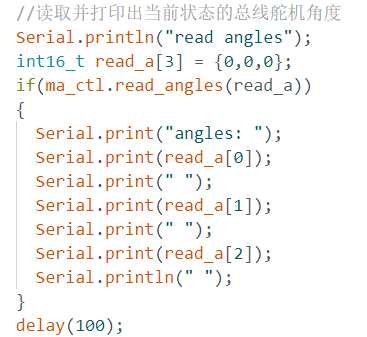 //读取并打印出当前状态的总线舵机角度
Serial.println("read angles");
int16_t read_a[3] = {0,0,0};
if(ma_ctl.read_angles(read_a))
{
  Serial.print("angles: ");
  Serial.print(read_a[0]);
  Serial.print(" ");
  Serial.print(read_a[1]);
  Serial.print(" ");
  Serial.print(read_a[2]);
  Serial.println(" ");
}
delay(100);